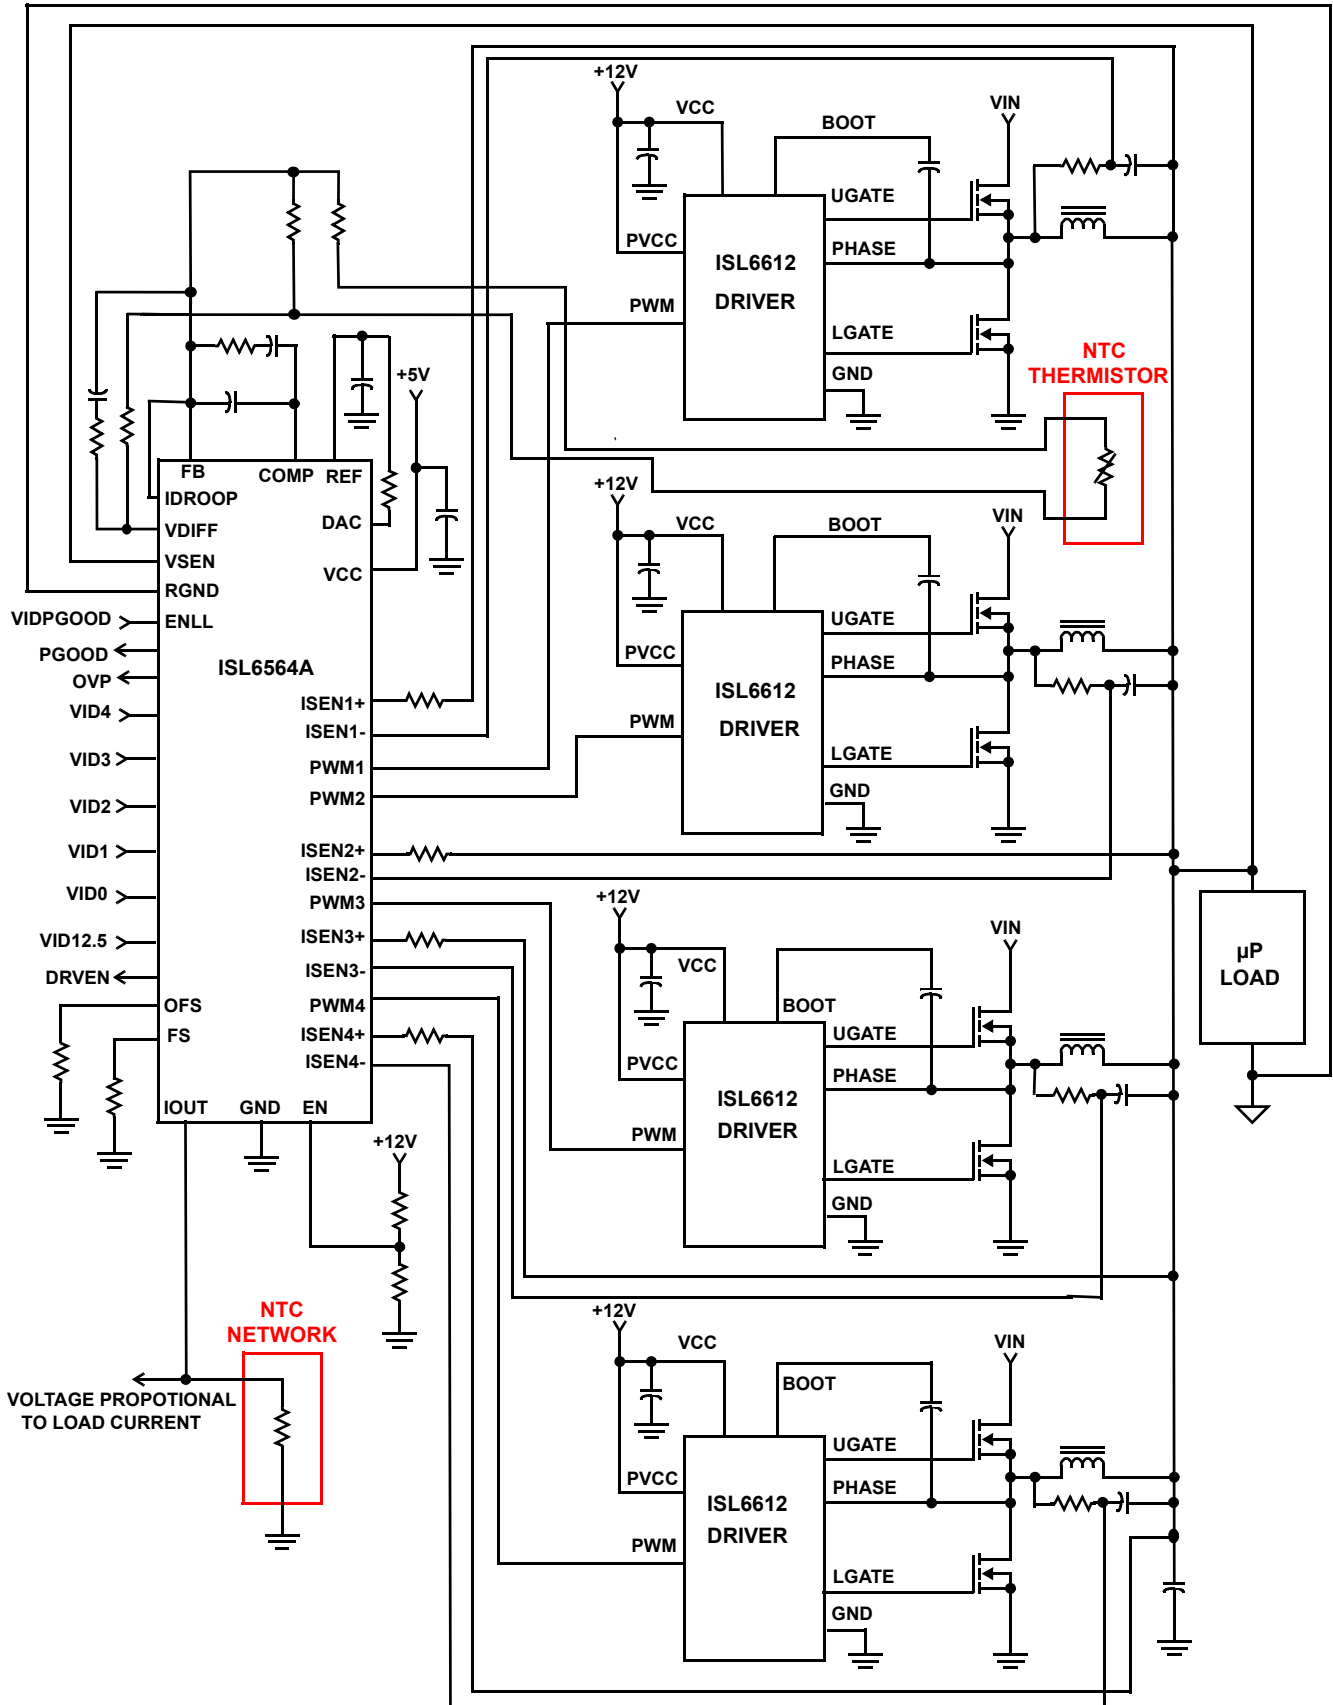 +12V
VCC
BOOT
VIN
UGATE
PVCC
PHASE
ISL6612
DRIVER
PWM
LGATE
GND
NTC
THERMISTOR
+5V
FB
COMP
REF
IDROOP
DAC
VDIFF
VSEN
VCC
RGND
VIDPGOOD
ENLL
PGOOD
OVP
ISL6564A
VID4
ISEN1+
ISEN1-
VID3
PWM1
VID2
PWM2
VID1
ISEN2+
ISEN2-
VID0
PWM3
VID12.5
ISEN3+
DRVEN
ISEN3-
OFS
PWM4
FS
ISEN4+
ISEN4-
IOUT
GND
EN
+12V
+12V
VCC
BOOT
VIN
UGATE
PVCC
PHASE
ISL6612
DRIVER
PWM
LGATE
GND
+12V
VCC
BOOT
VIN
UGATE
PVCC
PHASE
ISL6612
DRIVER
PWM
LGATE
GND
µP
LOAD
NTC
NETWORK
VOLTAGE PROPOTIONAL
TO LOAD CURRENT
+12V
VCC
BOOT
VIN
UGATE
PVCC
PHASE
ISL6612
DRIVER
PWM
LGATE
GND